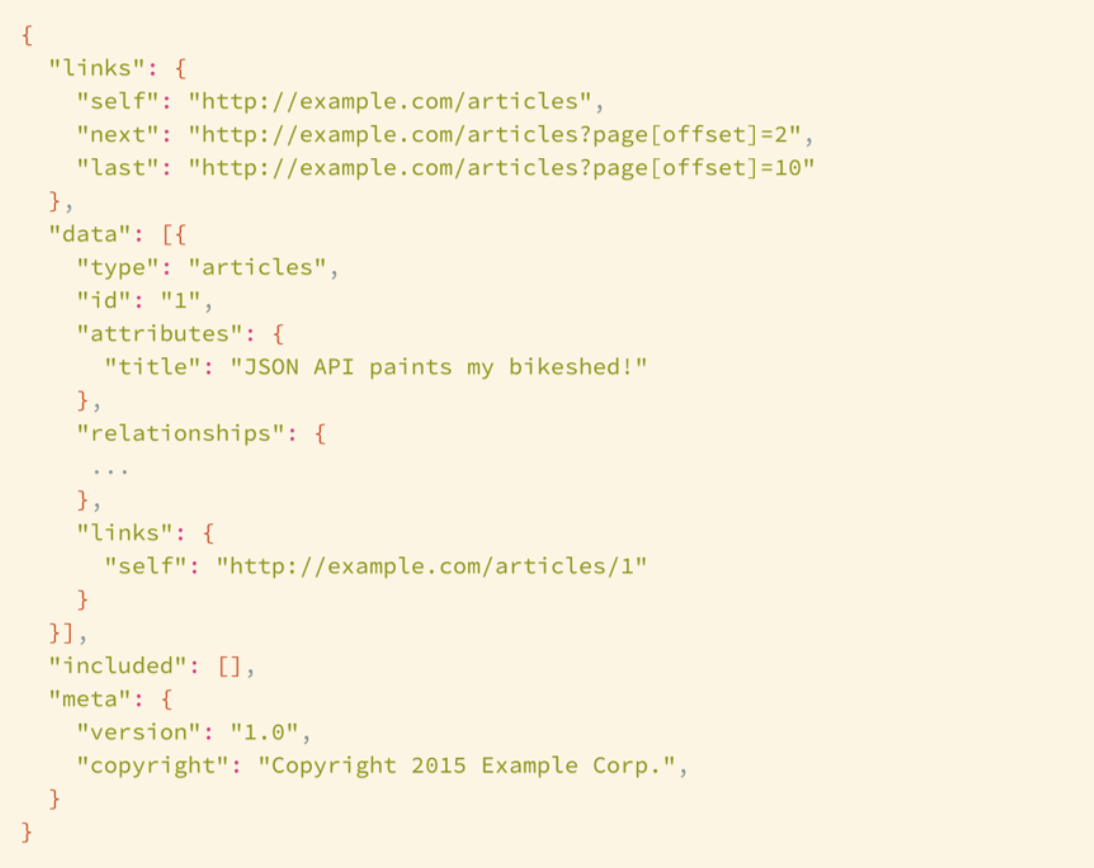 {
  "links": {
    "self": "http://example.com/articles",
    "next": "http://example.com/articles?page[offset]=2",
    "last": "http://example.com/articles?page[offset]=10"
  },
  "data": [{
    "type": "articles",
    "id": "1",
    "attributes": {
      "title": "JSON API paints my bikeshed!"
    },
    "relationships": {
     ...
    },
    "links": {
      "self": "http://example.com/articles/1"
    }
  }],
  "included": [],
  "meta": {
    "version": "1.0",
    "copyright": "Copyright 2015 Example Corp.",
  }
}